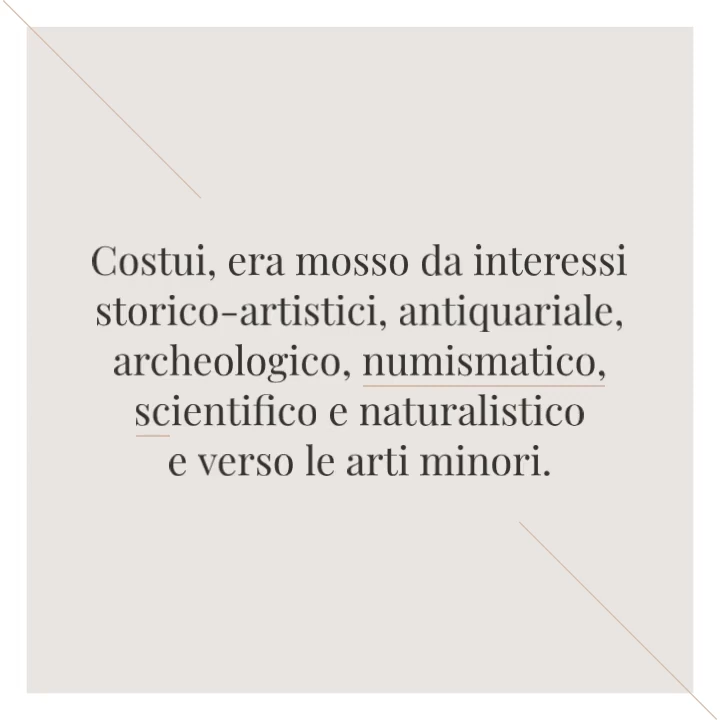 Costui, era mosso da interessi
storico-artistici, antiquariale,
archeologico, numismatico,
scientifico e naturalistico
e verso le arti minori.